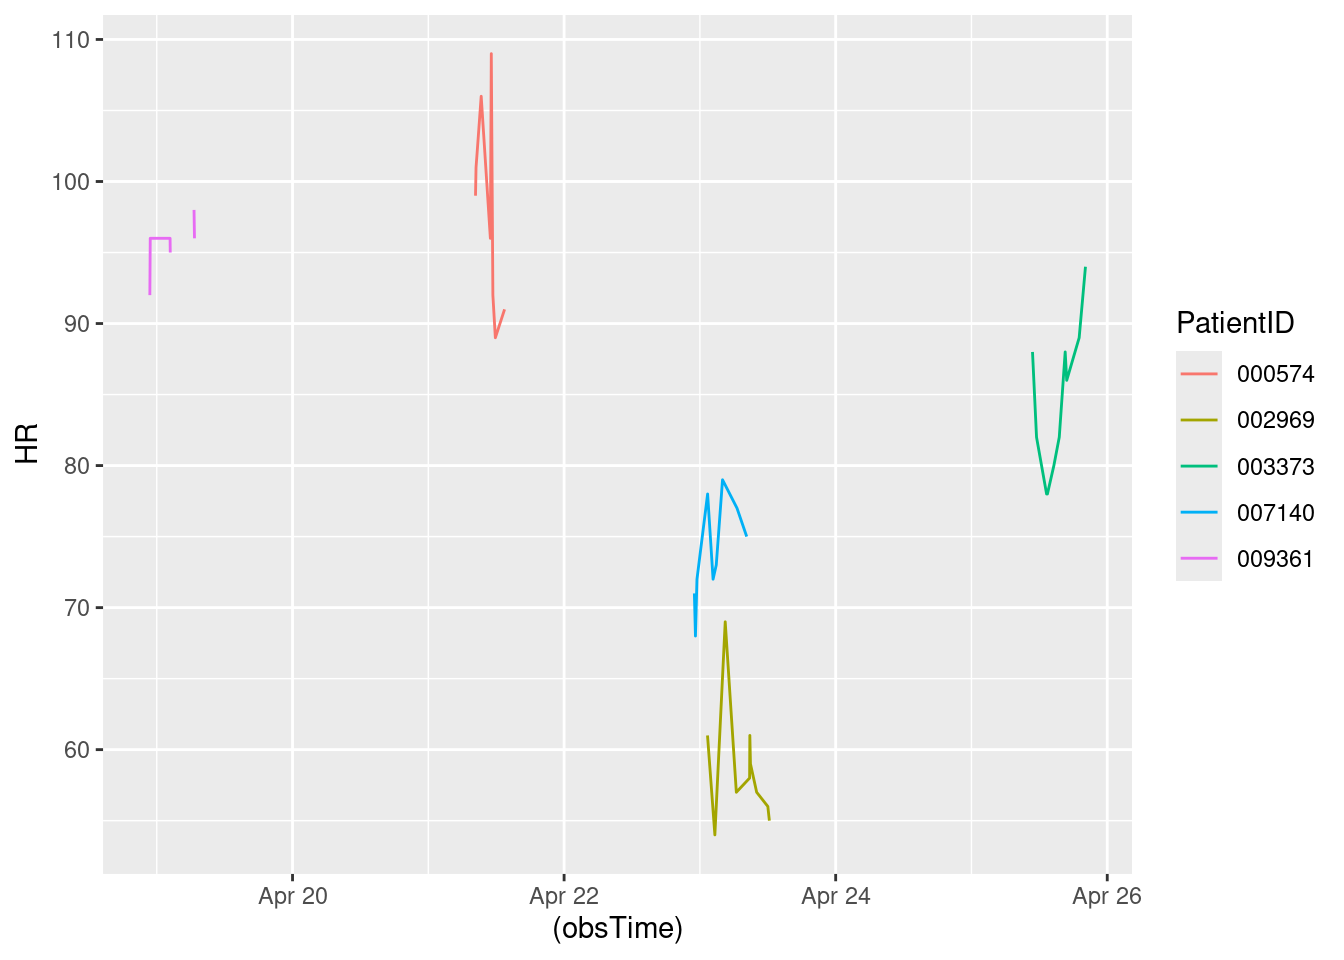 110
100
90
80
70
60
HR
Apr 20
Apr 22
Apr 24
Apr 26
(obsTime)
PatientID
000574
002969
003373
007140
009361